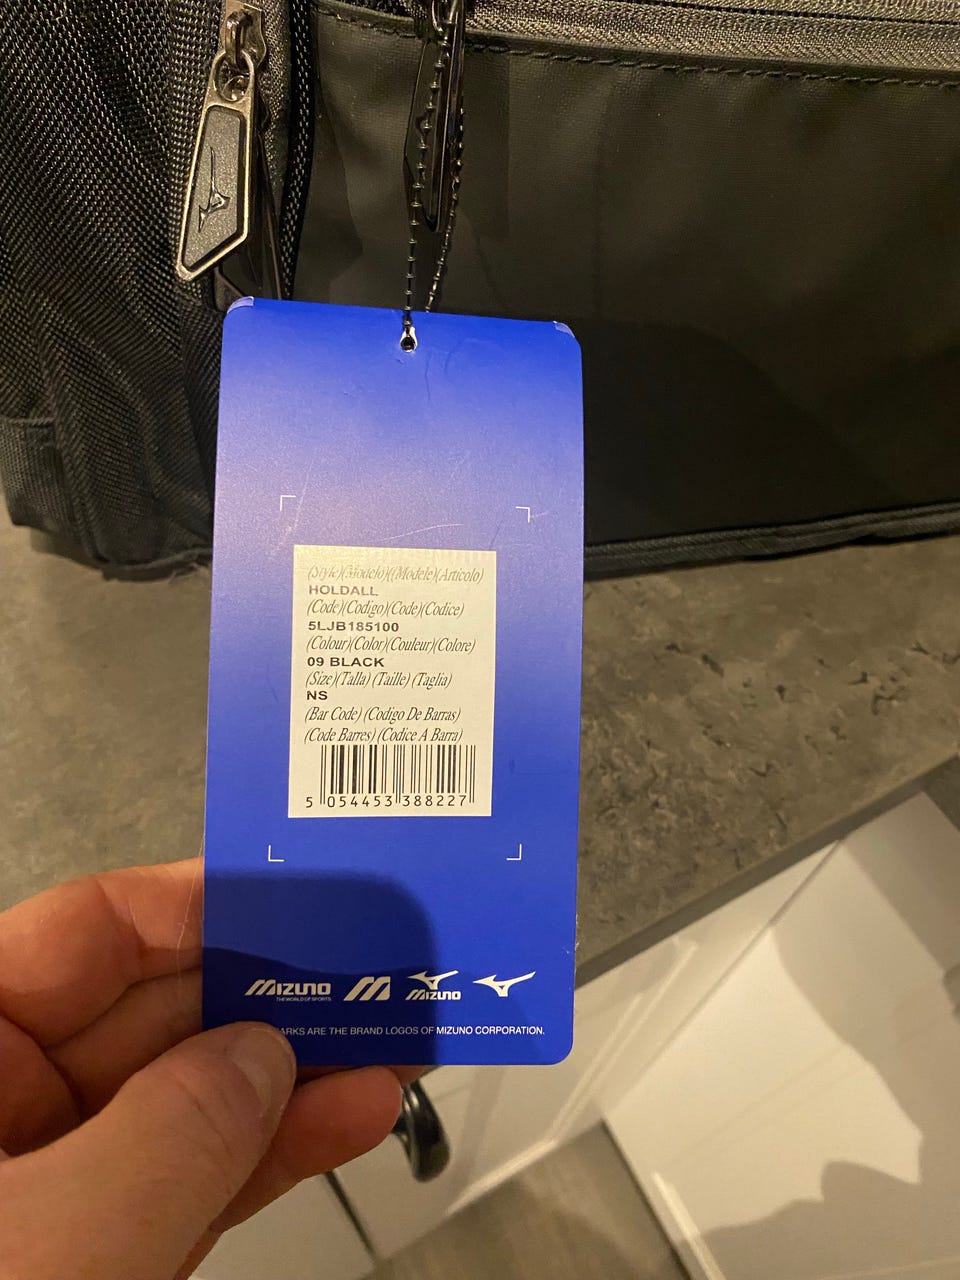 (Style)(Modelo)((Modele)(Articolo)
HOLDALL
(Code)(Codigo)(Code)(Codice)
5LJB185100
(Colour)(Color)(Couleur)(Colore)
09 BLACK
(Size)(Talla) (Taille) (Taglia)
NS
(Bar Code) (Codigo De Barras)
(Code Barres) (Codice A Barra)
5 054453 388227
MIZUNO MIZUNO
THE WORLD OF SPORTS
ARKS ARE THE BRAND LOGOS OF MIZUNO CORPORATION.